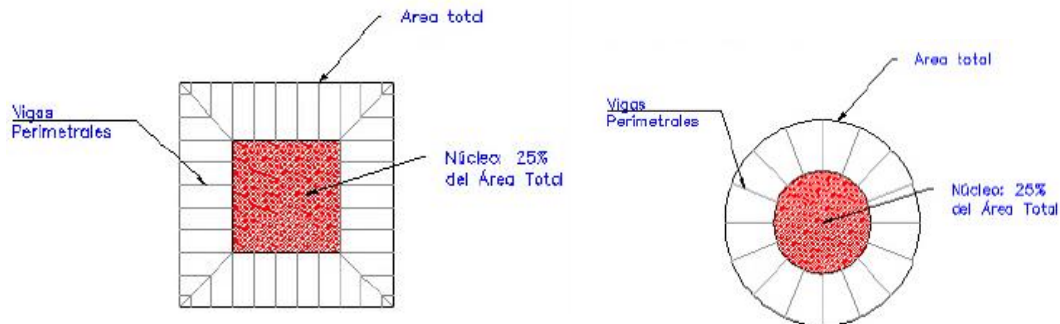 Area total
Vigas
Perimetrales
Núcleo: 25%
del Área Total
Area total
Vigas
Perimetrales
Núcleo: 25%
del Área Total